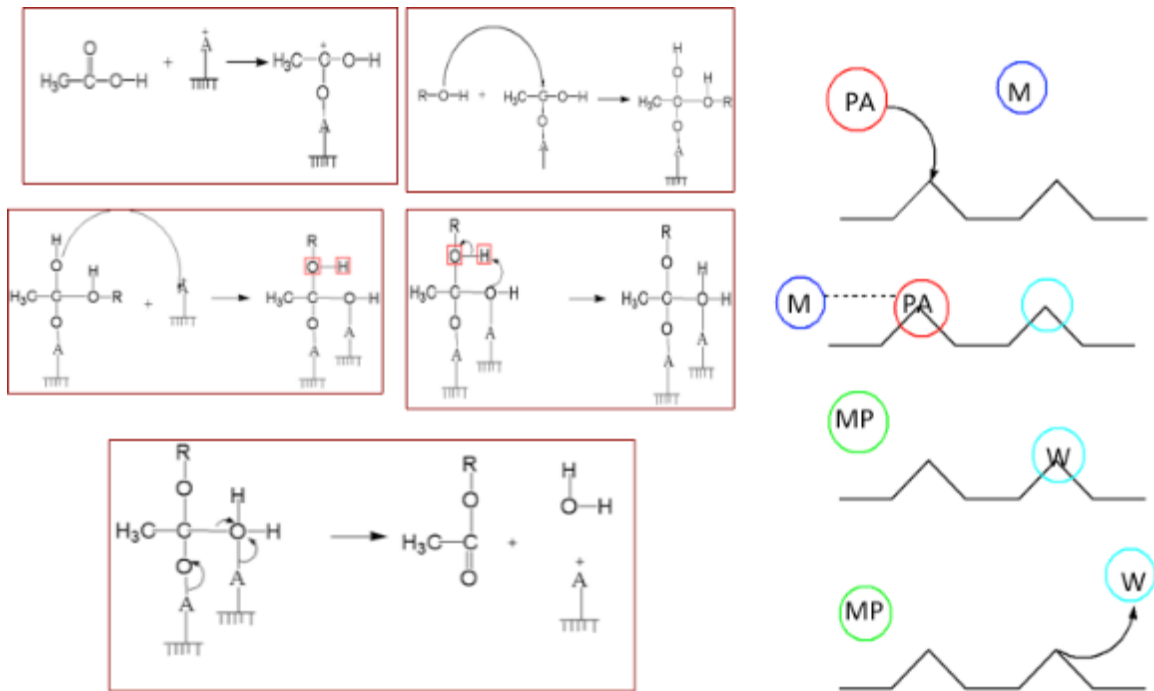 O
H₃C-C-O-H
+
+
A
+
H₃C-C-O-H
O
A
R-O-H
+
H₃C-C-O-H
O
A
H
O H
H₃C-C-O-R
O
A
H
O H
H₃C-C-O-R
O
A
+
A
R
O-H
H₃C-C-O-H
O A
A
R
O-H
H₃C-C-O-H
O A
A
R
O H
H₃C-C-O-H
O A
A
R
O H
H₃C-C-O-H
O A
A
R
O
H₃C-C
O
+
H
O-H
+
A
PA
M
M
PA
MP
W
MP
W